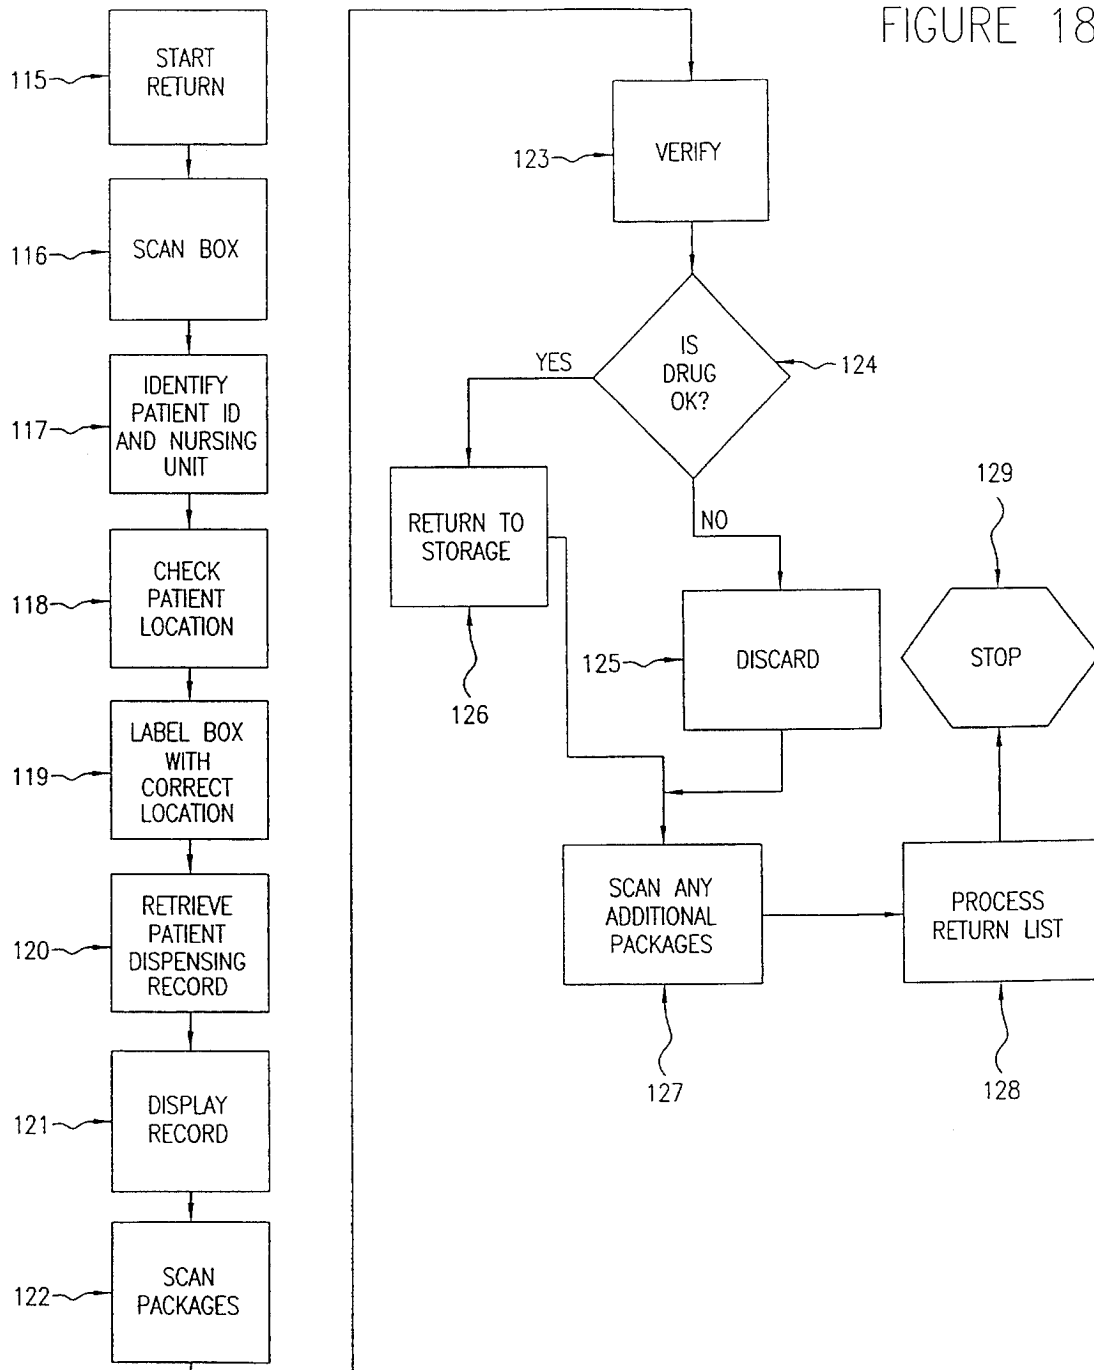 FIGURE 18
115
START
RETURN
116
SCAN BOX
117
IDENTIFY
PATIENT ID
AND NURSING
UNIT
118
CHECK
PATIENT
LOCATION
119
LABEL BOX
WITH
CORRECT
LOCATION
120
RETRIEVE
PATIENT
DISPENSING
RECORD
121
DISPLAY
RECORD
122
SCAN
PACKAGES
123
VERIFY
IS
DRUG
OK?
124
YES
NO
RETURN TO
STORAGE
126
125
DISCARD
129
STOP
SCAN ANY
ADDITIONAL
PACKAGES
127
PROCESS
RETURN LIST
128